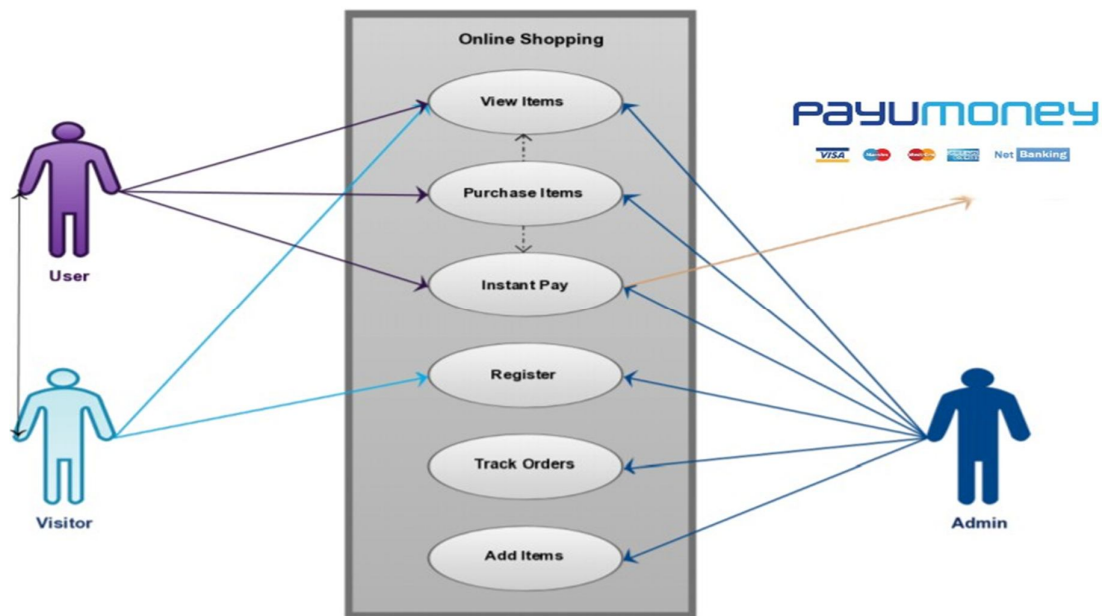 Online Shopping
View Items
Purchase Items
Instant Pay
Register
Track Orders
Add Items
User
Visitor
Admin
PayUmoney
VISA
Net Banking